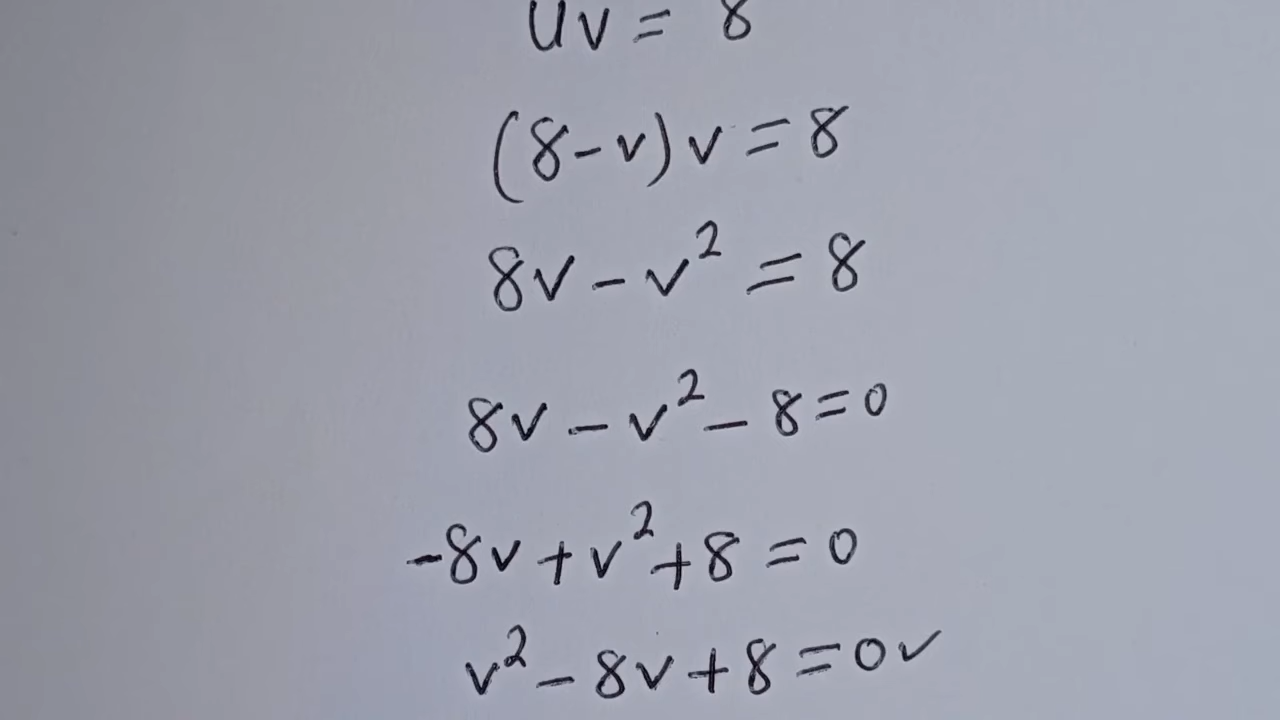 Uv = 8
(8-v)v = 8
8v - v² = 8
8v - v² - 8 = 0
-8v + v² + 8 = 0
v² - 8v + 8 = 0 ✓